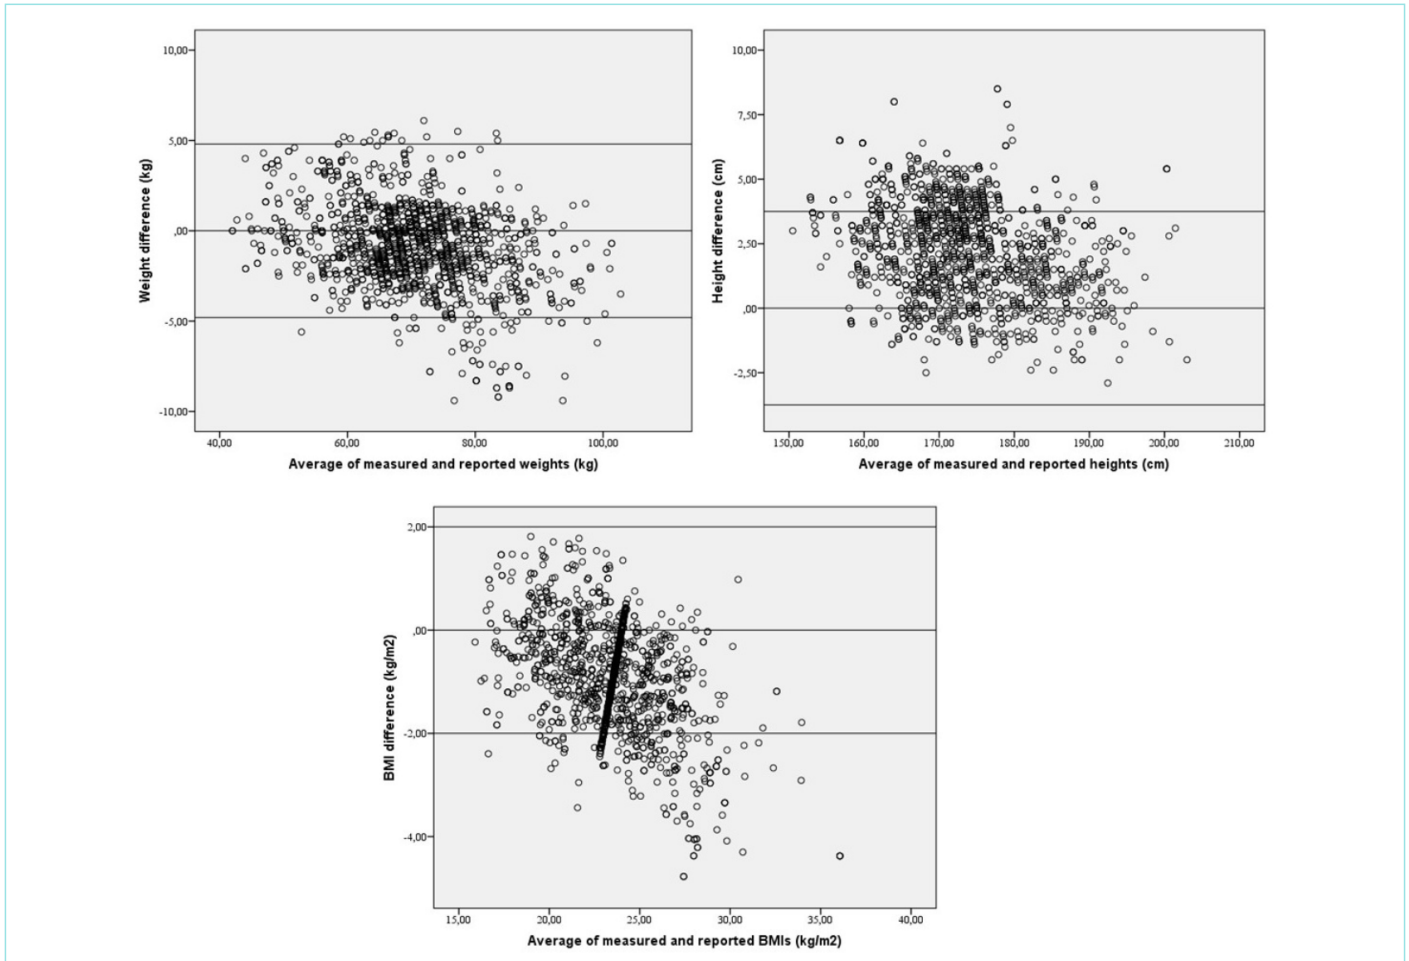 10,00
5,00
,00
-5,00
-10,00
Weight difference (kg)
40,00 60,00 80,00 100,00
Average of measured and reported weights (kg)
10,00
7,50
5,00
2,50
,00
-2,50
Height difference (cm)
150,00 160,00 170,00 180,00 190,00 200,00 210,00
Average of measured and reported heights (cm)
2,00
,00
-2,00
-4,00
BMI difference (kg/m2)
15,00 20,00 25,00 30,00 35,00 40,00
Average of measured and reported BMIs (kg/m2)